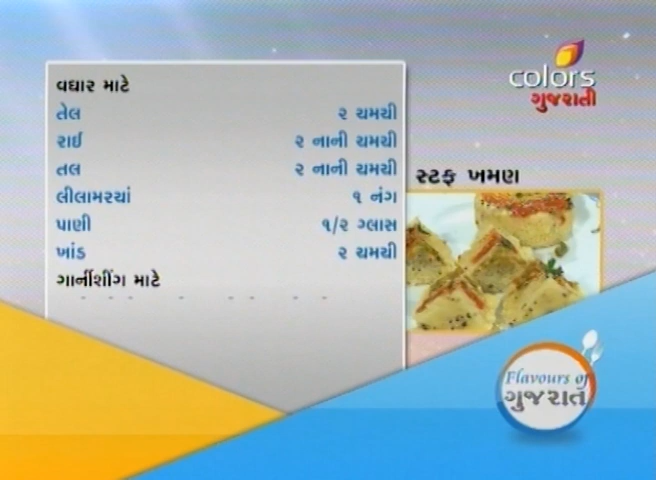 વઘાર માટે
તેલ ૨ ચમચી
રાઈ ૨ નાની ચમચી
તલ ૨ નાની ચમચી
લીલામરચાં ૧ નંગ
પાણી ૧/૨ ગ્લાસ
ખાંડ ૨ ચમચી
ગાર્નીશીંગ માટે
colors
ગુજરાતી
સ્ટફ ખમણ
Flavours of
ગુજરાત